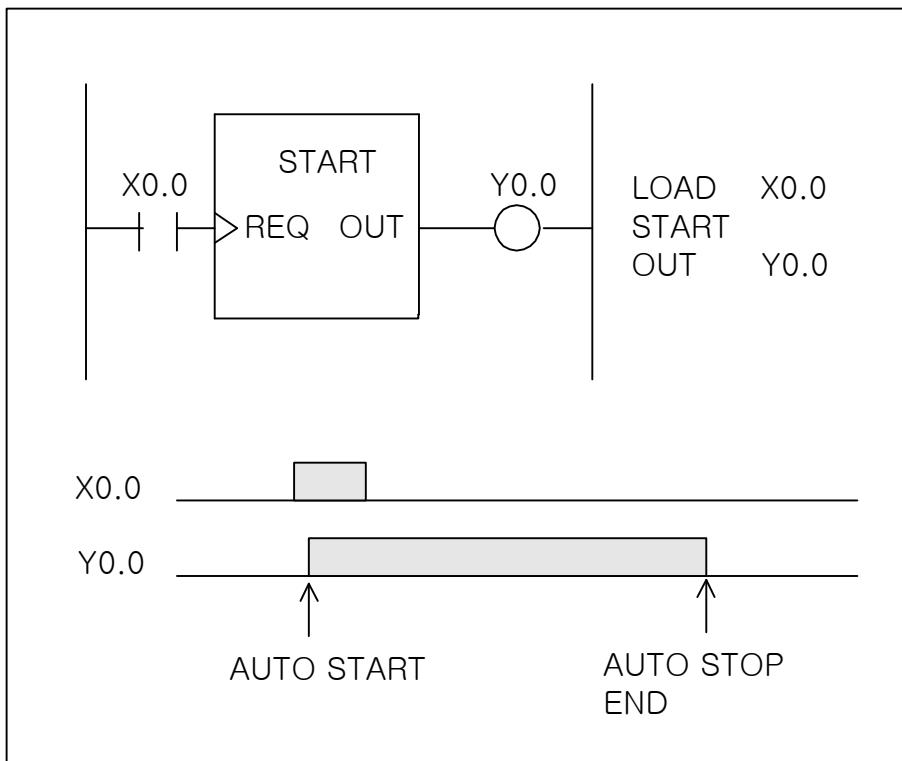 START
X0.0
Y0.0
REQ OUT
LOAD X0.0
START
OUT Y0.0
X0.0
Y0.0
AUTO START
AUTO STOP
END